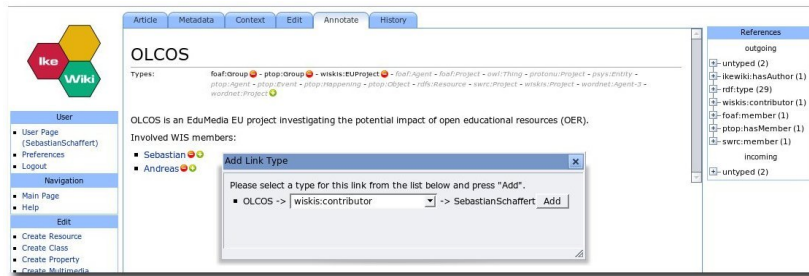 Article Metadata Context Edit Annotate History
Ike
Wiki
User
User Page
(SebastianSchaffert)
Preferences
Logout
Navigation
Main Page
Help
Edit
Create Resource
Create Class
Create Property
Create Multimedia
OLCOS
Types: foaf:Group - ptop:Group - wiskis:EUProject - foaf:Agent - foaf:Project - owl:Thing - protonu:Project - psys:Entity -
ptop:Agent - ptop:Event - ptop:Happening - ptop:Object - rdfs:Resource - swrc:Project - wiskis:Project - wordnet:Agent-3 -
wordnet:Project
OLCOS is an EduMedia EU project investigating the potential impact of open educational resources (OER).
Involved WIS members:
Sebastian
Andreas
Add Link Type
Please select a type for this link from the list below and press "Add".
OLCOS -> wiskis:contributor -> SebastianSchaffert Add
References
outgoing
untyped (2)
ikewiki:hasAuthor (1)
rdf:type (29)
wiskis:contributor (1)
foaf:member (1)
ptop:hasMember (1)
swrc:member (1)
incoming
untyped (2)